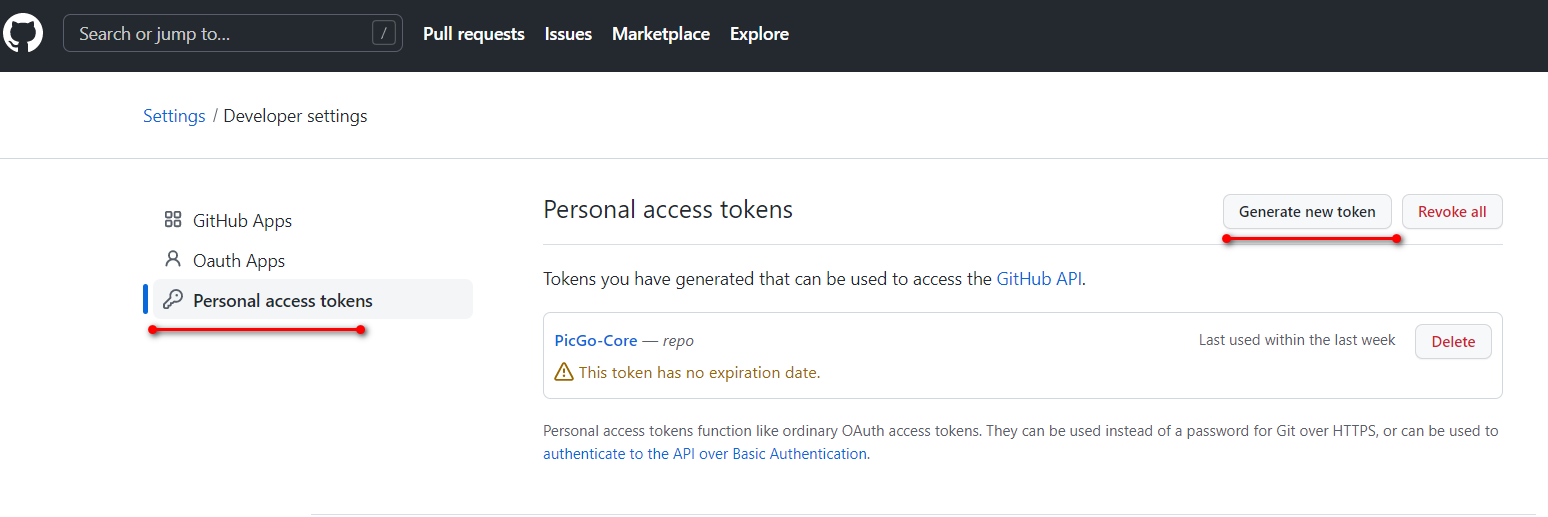 Search or jump to... / Pull requests Issues Marketplace Explore
Settings / Developer settings
GitHub Apps
Oauth Apps
Personal access tokens
Personal access tokens Generate new token Revoke all
Tokens you have generated that can be used to access the GitHub API.
PicGo-Core — repo Last used within the last week Delete
This token has no expiration date.
Personal access tokens function like ordinary OAuth access tokens. They can be used instead of a password for Git over HTTPS, or can be used to
authenticate to the API over Basic Authentication.